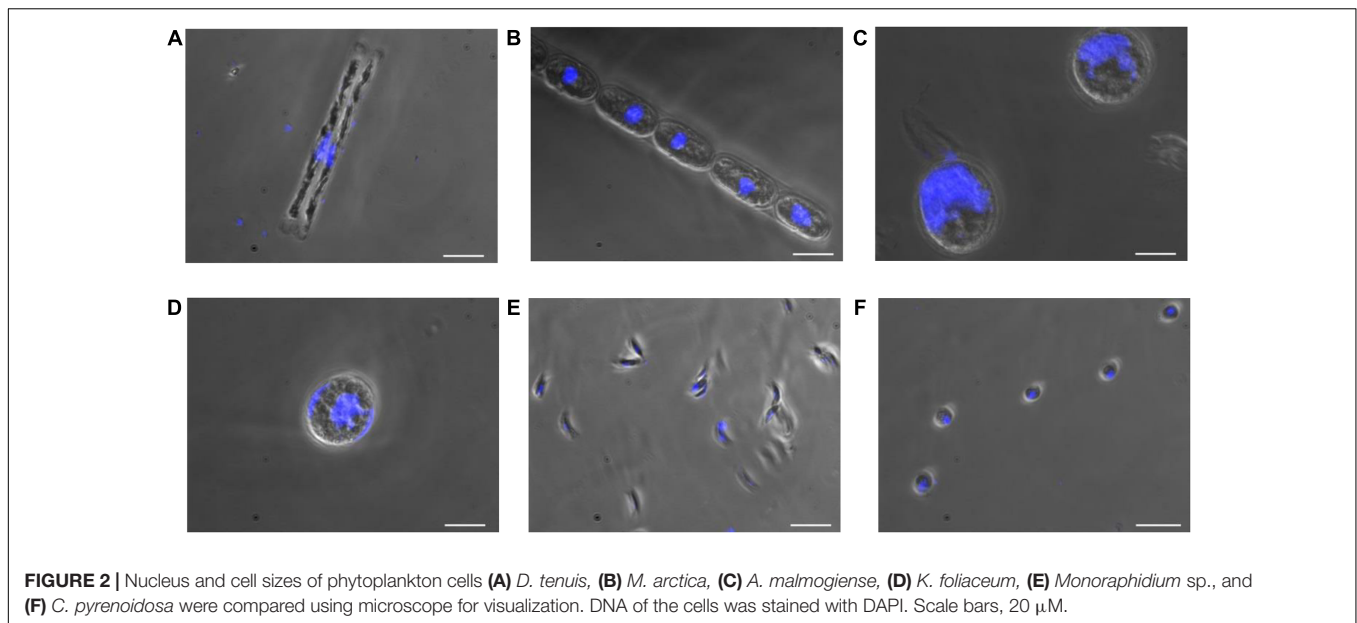 A
B
C
D
E
F
FIGURE 2 | Nucleus and cell sizes of phytoplankton cells (A) D. tenuis, (B) M. arctica, (C) A. malmogiense, (D) K. foliaceum, (E) Monoraphidium sp., and
(F) C. pyrenoidosa were compared using microscope for visualization. DNA of the cells was stained with DAPI. Scale bars, 20 μM.